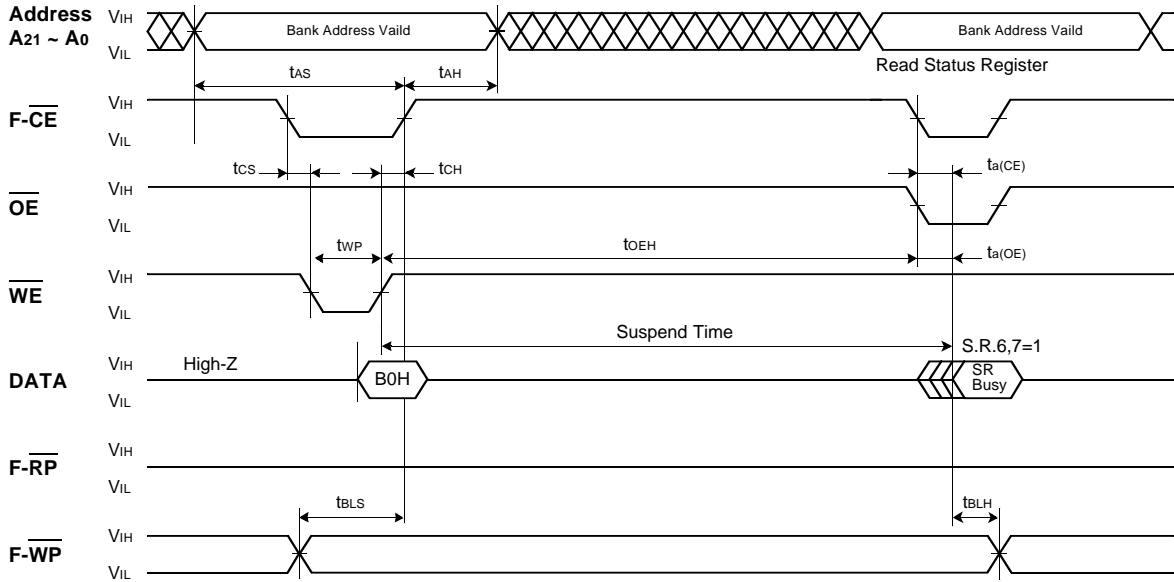 Address
A21 ~ A0
VIH
VIL
Bank Address Vaild
Bank Address Vaild
Read Status Register
tAS
tAH
F-CE
VIH
VIL
tCS
tCH
ta(CE)
OE
VIH
VIL
tWP
tOEH
ta(OE)
WE
VIH
VIL
Suspend Time
S.R.6,7=1
DATA
VIH
VIL
High-Z
B0H
SR
Busy
F-RP
VIH
VIL
tBLS
tBLH
F-WP
VIH
VIL